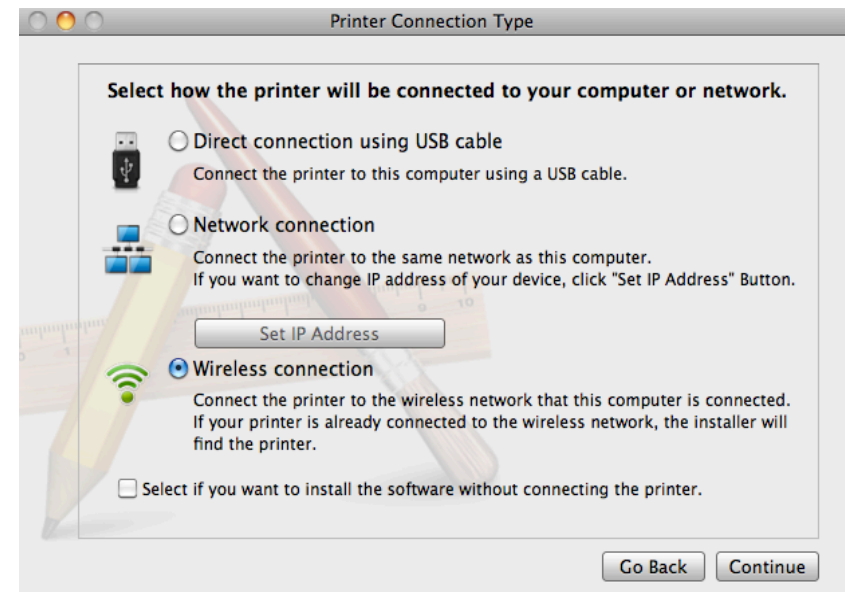 Printer Connection Type
Select how the printer will be connected to your computer or network.
Direct connection using USB cable
Connect the printer to this computer using a USB cable.
Network connection
Connect the printer to the same network as this computer.
If you want to change IP address of your device, click "Set IP Address" Button.
0 10
Set IP Address
0 1
Wireless connection
Connect the printer to the wireless network that this computer is connected.
If your printer is already connected to the wireless network, the installer will
find the printer.
Select if you want to install the software without connecting the printer.
Go Back Continue